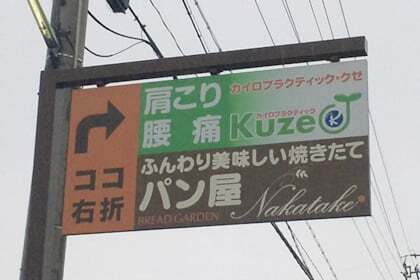 肩こり
腰痛
カイロプラクティック・クゼ
カイロプラクティック
Kuze
K
ココ
右折
ふんわり美味しい焼きたて
パン屋
BREAD GARDEN
Nakatake